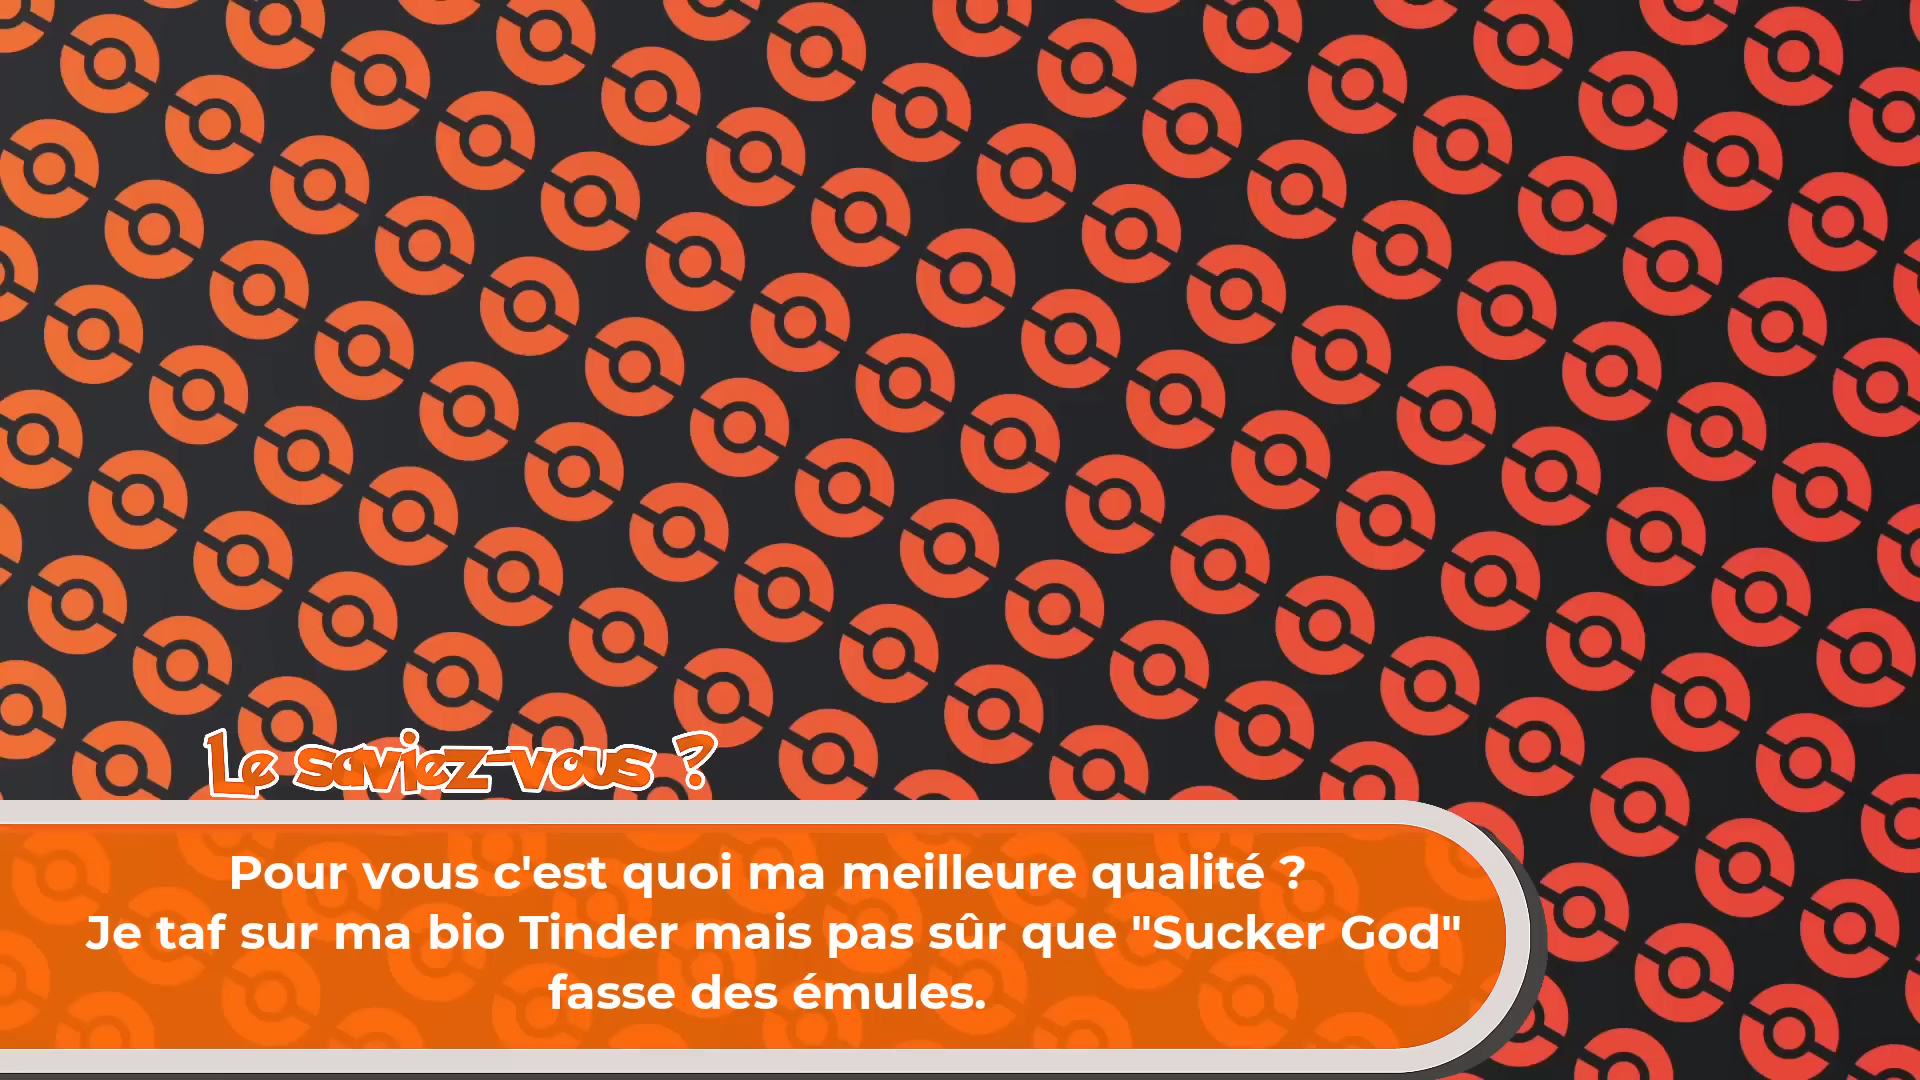 Le saviez-vous ?
Pour vous c'est quoi ma meilleure qualité ?
Je taf sur ma bio Tinder mais pas sûr que "Sucker God"
fasse des émules.